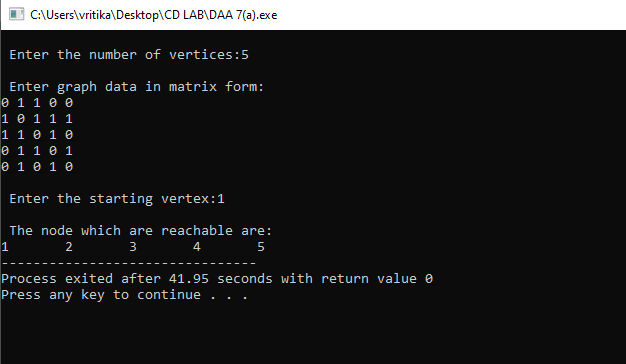 C:\Users\vritika\Desktop\CD LAB\DAA 7(a).exe
Enter the number of vertices:5
Enter graph data in matrix form:
0 1 1 0 0
1 0 1 1 1
1 1 0 1 0
0 1 1 0 1
0 1 0 1 0
Enter the starting vertex:1
The node which are reachable are:
1 2 3 4 5
--------------------------------
Process exited after 41.95 seconds with return value 0
Press any key to continue . . .